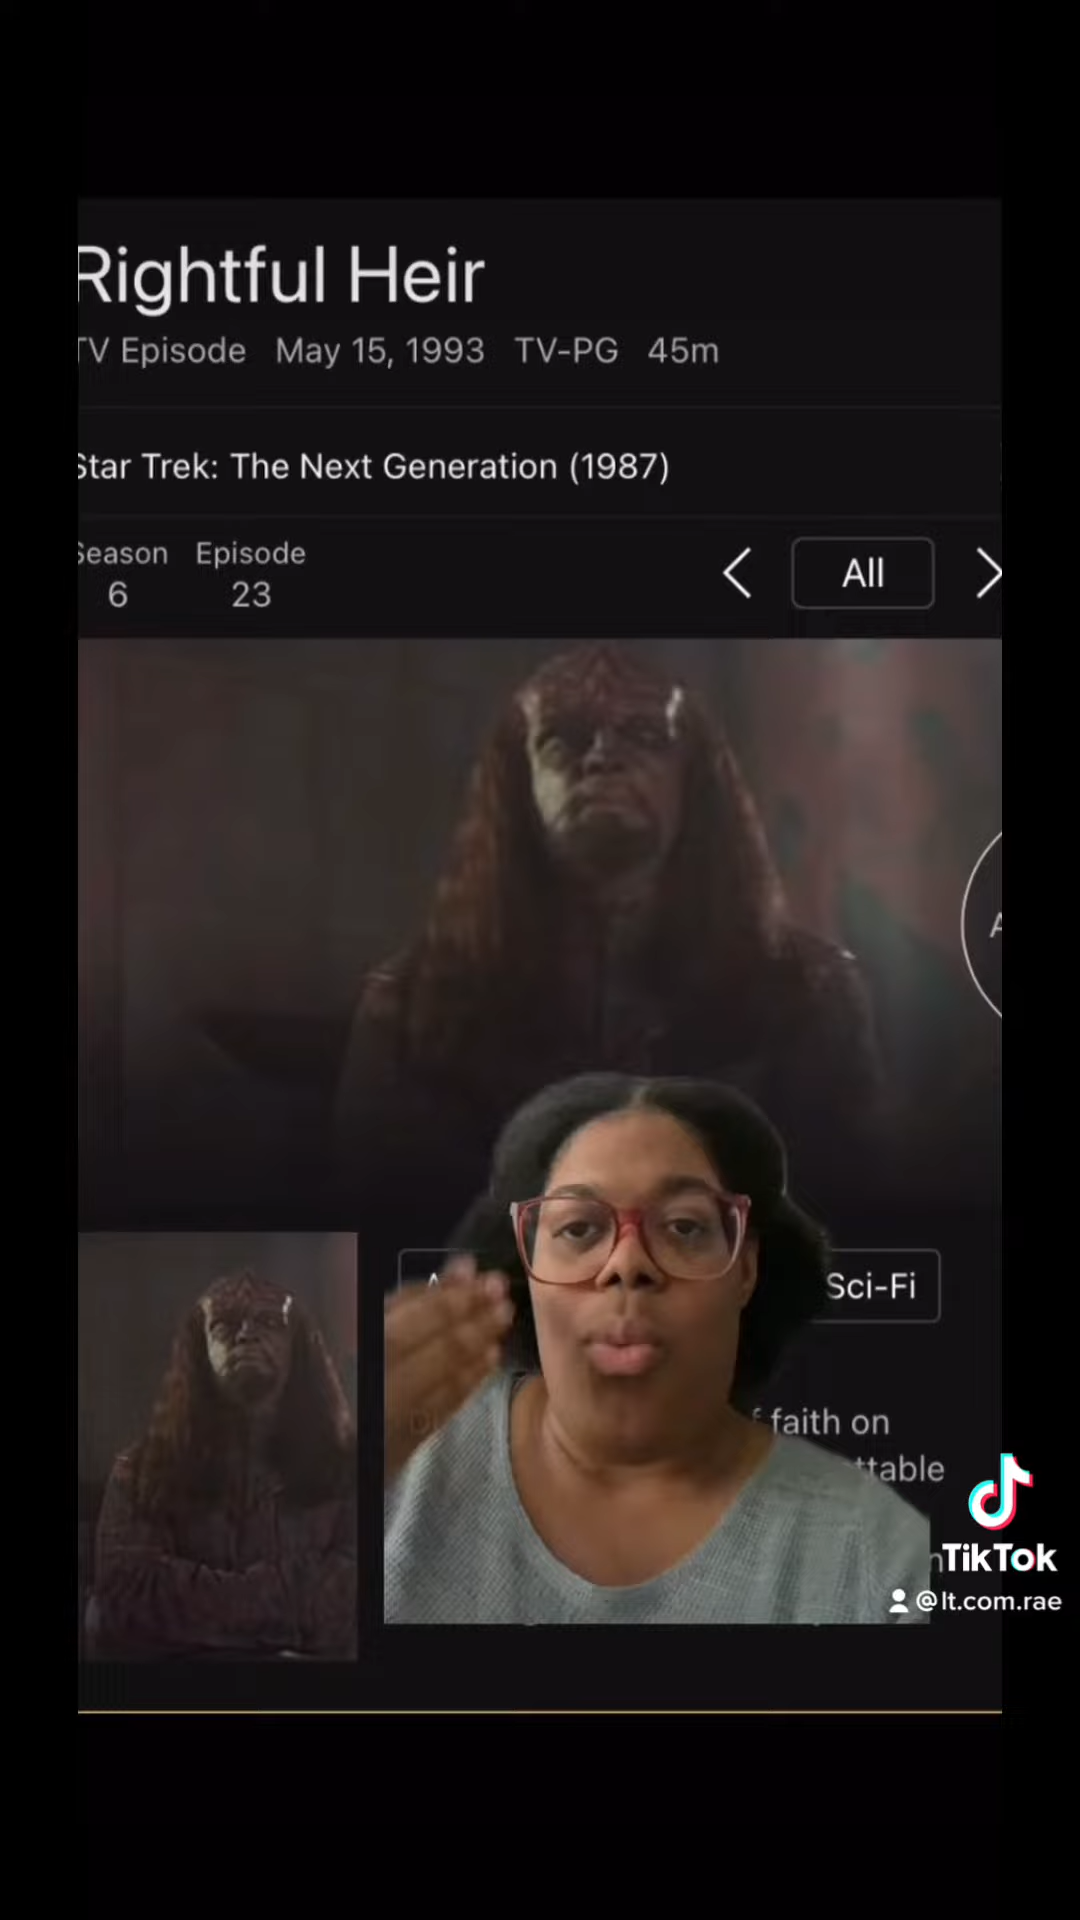 Rightful Heir
TV Episode May 15, 1993 TV-PG 45m
Star Trek: The Next Generation (1987)
Season Episode
6 23
All
Sci-Fi
faith on
TikTok
@lt.com.rae